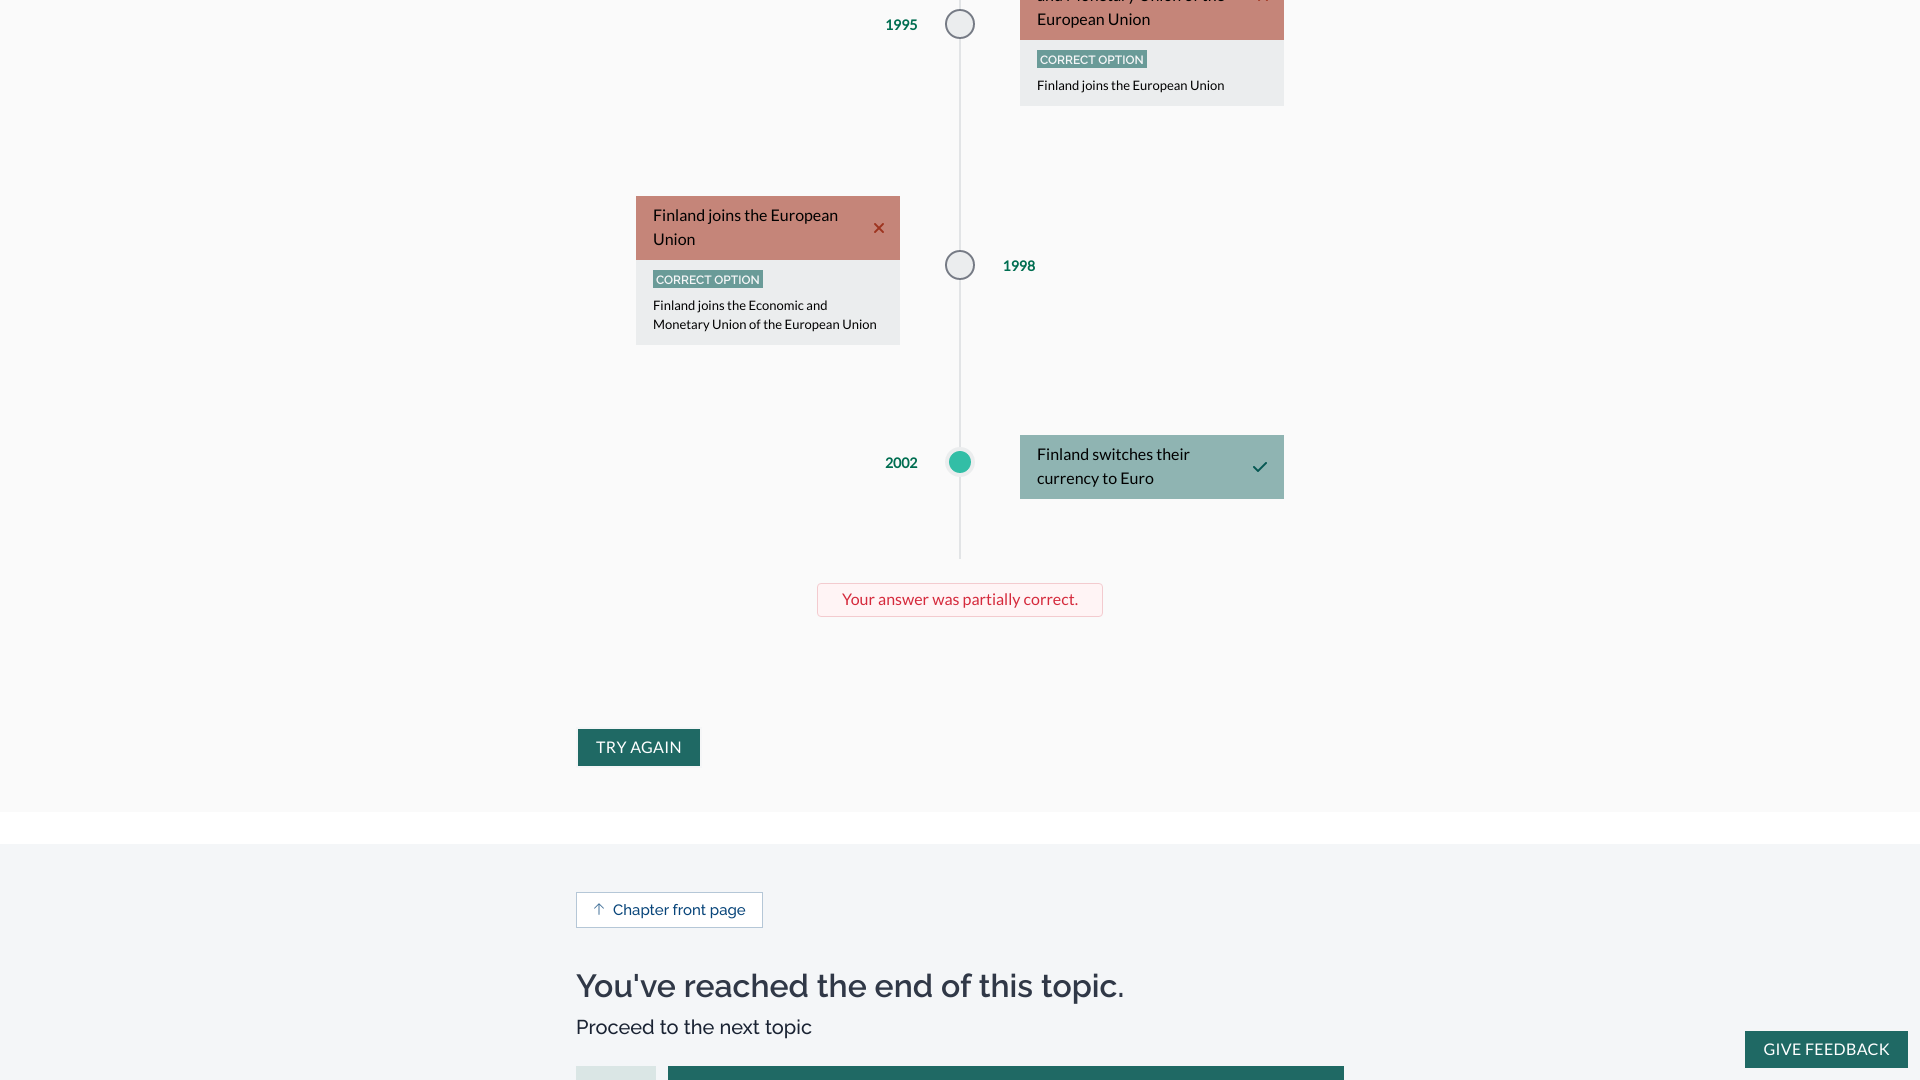 1995
European Union
CORRECT OPTION
Finland joins the European Union
Finland joins the European
Union
CORRECT OPTION
Finland joins the Economic and
Monetary Union of the European Union
1998
2002
Finland switches their
currency to Euro
Your answer was partially correct.
TRY AGAIN
Chapter front page
You've reached the end of this topic.
Proceed to the next topic
GIVE FEEDBACK